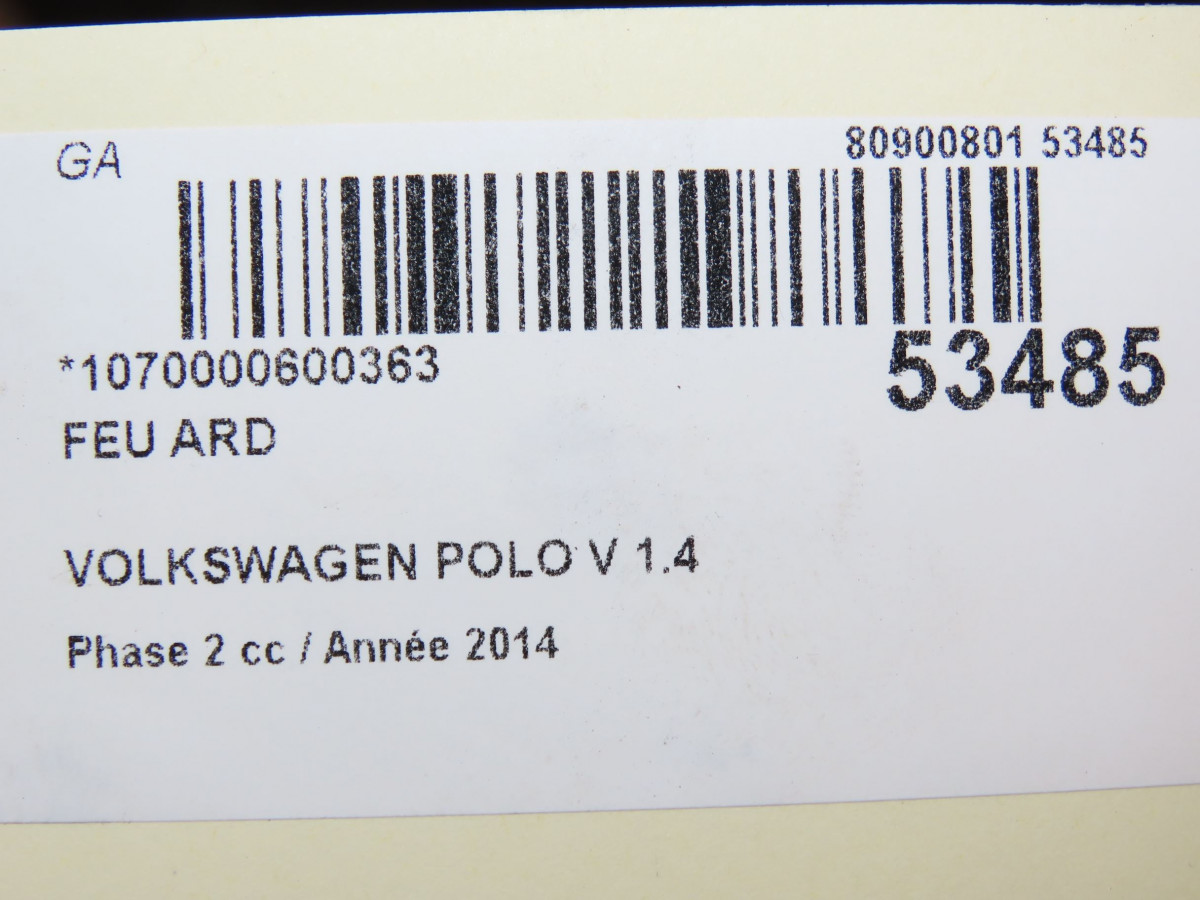 GA
80900801 53485
*1070000600363
53485
FEU ARD
VOLKSWAGEN POLO V 1.4
Phase 2 cc / Année 2014